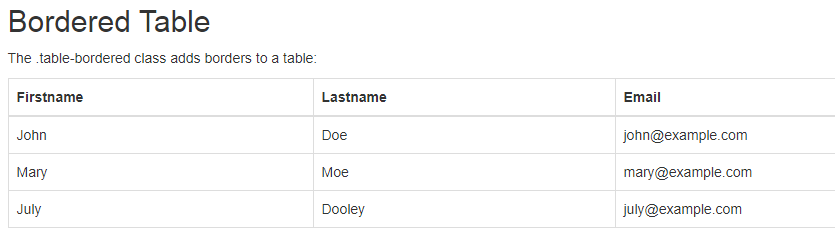 Bordered Table
The .table-bordered class adds borders to a table:
Firstname Lastname Email
John Doe john@example.com
Mary Moe mary@example.com
July Dooley july@example.com